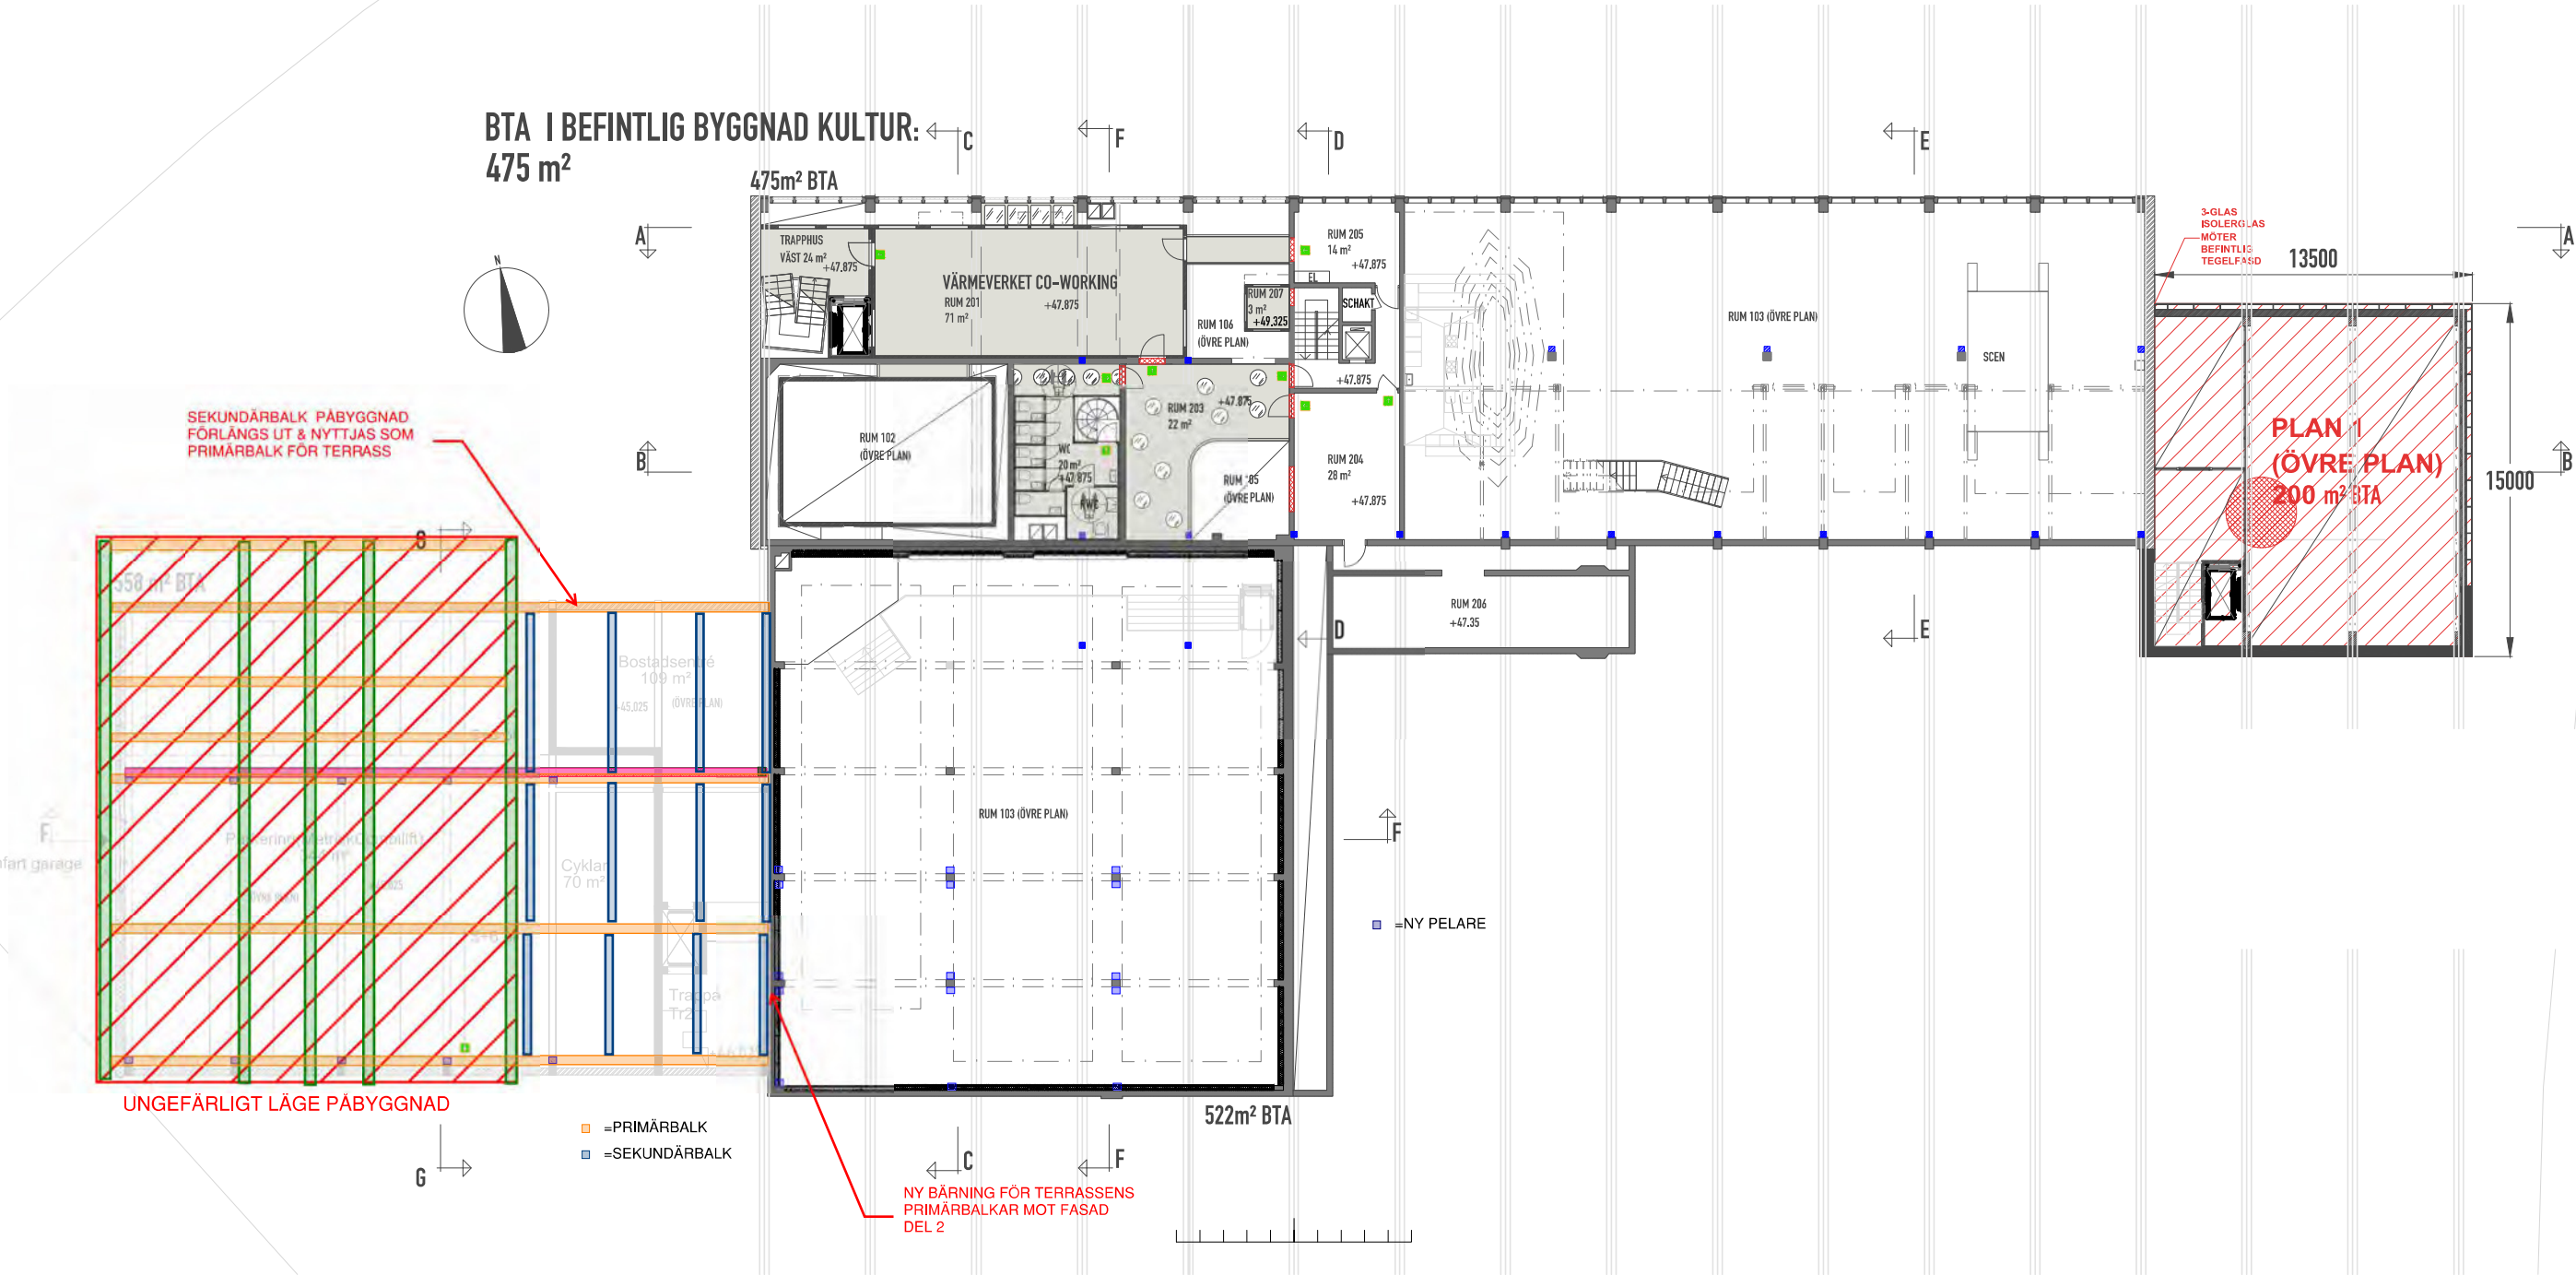 BTA I BEFINTLIG BYGGNAD KULTUR:
475 m²
475m² BTA
C
F
D
E
A
A
B
B
N
TRAPPHUS
VÄST 24 m²
+47.875
VÄRMEVERKET CO-WORKING
RUM 201
71 m²
+47.875
RUM 106
(ÖVRE PLAN)
RUM 207
3 m²
+49.325
RUM 205
14 m²
+47.875
EL
SCHAKT
+47.875
RUM 103 (ÖVRE PLAN)
SCEN
3-GLAS
ISOLERGLAS
MÖTER
BEFINTLIG
TEGELFASD
13500
15000
PLAN 1
(ÖVRE PLAN)
200 m² BTA
SEKUNDÄRBALK PÅBYGGNAD
FÖRLÄNGS UT & NYTTJAS SOM
PRIMÄRBALK FÖR TERRASS
RUM 102
(ÖVRE PLAN)
WC
20 m²
+47.875
RWC
RUM 203
22 m²
+47.875
(ÖVRE PLAN)
RUM 204
28 m²
+47.875
RUM 206
+47.35
D
E
558 m² BTA
Bostadsentré
109 m²
(ÖVRE PLAN)
Cyklar
70 m²
Trappa
Tr2
F
garage
RUM 103 (ÖVRE PLAN)
F
=NY PELARE
UNGEFÄRLIGT LÄGE PÅBYGGNAD
=PRIMÄRBALK
=SEKUNDÄRBALK
522m² BTA
G
C
F
NY BÄRNING FÖR TERRASSENS
PRIMÄRBALKAR MOT FASAD
DEL 2